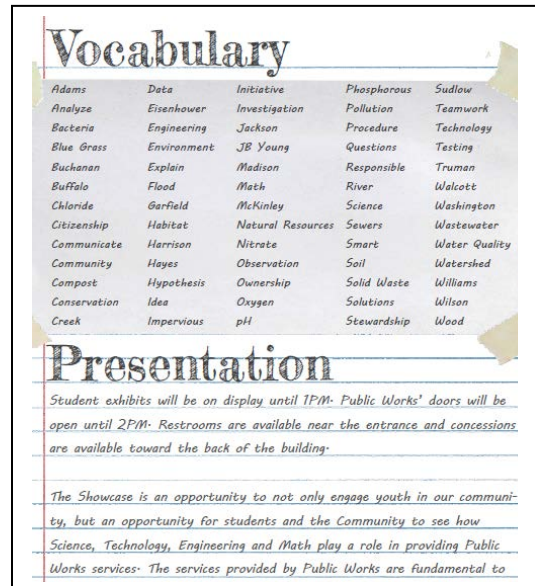 Vocabulary
Adams Data Initiative Phosphorous Sudlow
Analyze Eisenhower Investigation Pollution Teamwork
Bacteria Engineering Jackson Procedure Technology
Blue Grass Environment JB Young Questions Testing
Buchanan Explain Madison Responsible Truman
Buffalo Flood Math River Walcott
Chloride Garfield McKinley Science Washington
Citizenship Habitat Natural Resources Sewers Wastewater
Communicate Harrison Nitrate Smart Water Quality
Community Hayes Observation Soil Watershed
Compost Hypothesis Ownership Solid Waste Williams
Conservation Idea Oxygen Solutions Wilson
Creek Impervious pH Stewardship Wood
Presentation
Student exhibits will be on display until 1PM. Public Works' doors will be
open until 2PM. Restrooms are available near the entrance and concessions
are available toward the back of the building.
The Showcase is an opportunity to not only engage youth in our communi-
ty, but an opportunity for students and the Community to see how
Science, Technology, Engineering and Math play a role in providing Public
Works services. The services provided by Public Works are fundamental to